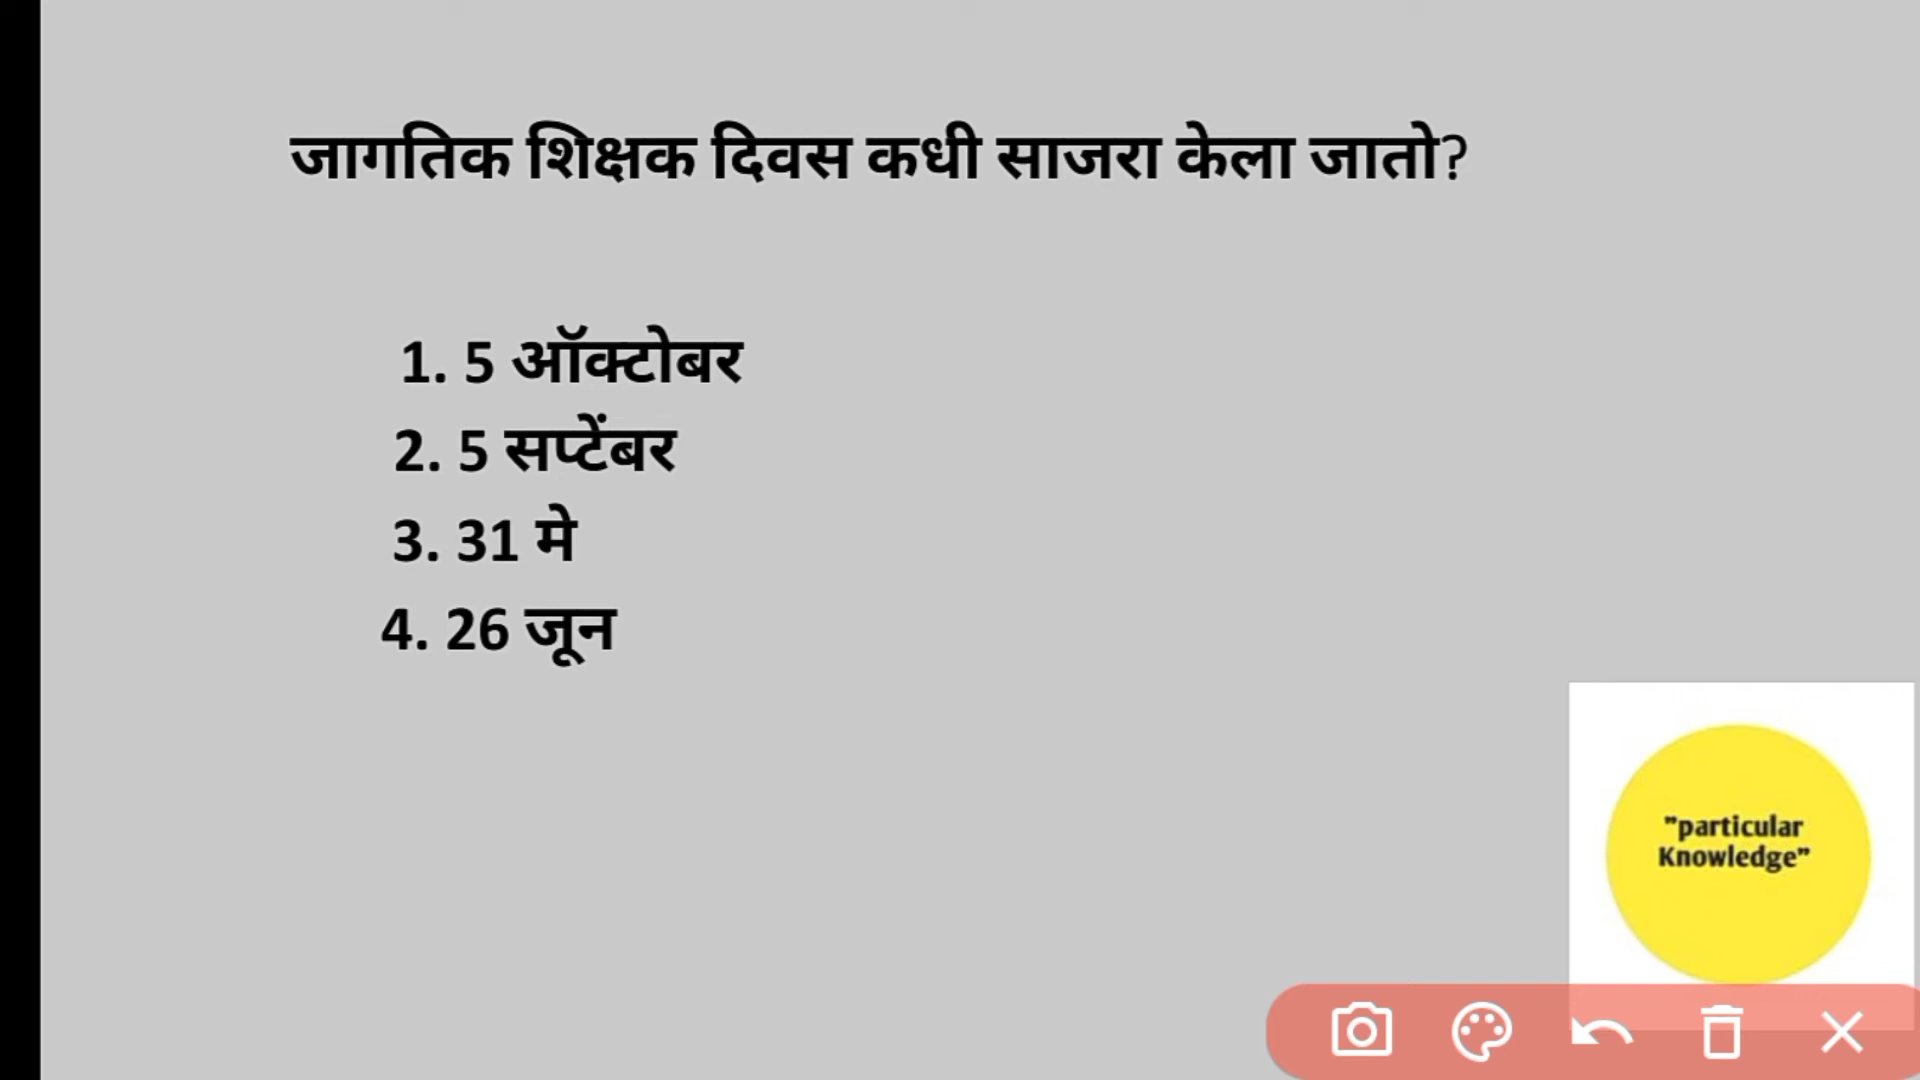 जागतिक शिक्षक दिवस कधी साजरा केला जातो?
1. 5 ऑक्टोबर
2. 5 सप्टेंबर
3. 31 मे
4. 26 जून
"particular
Knowledge"